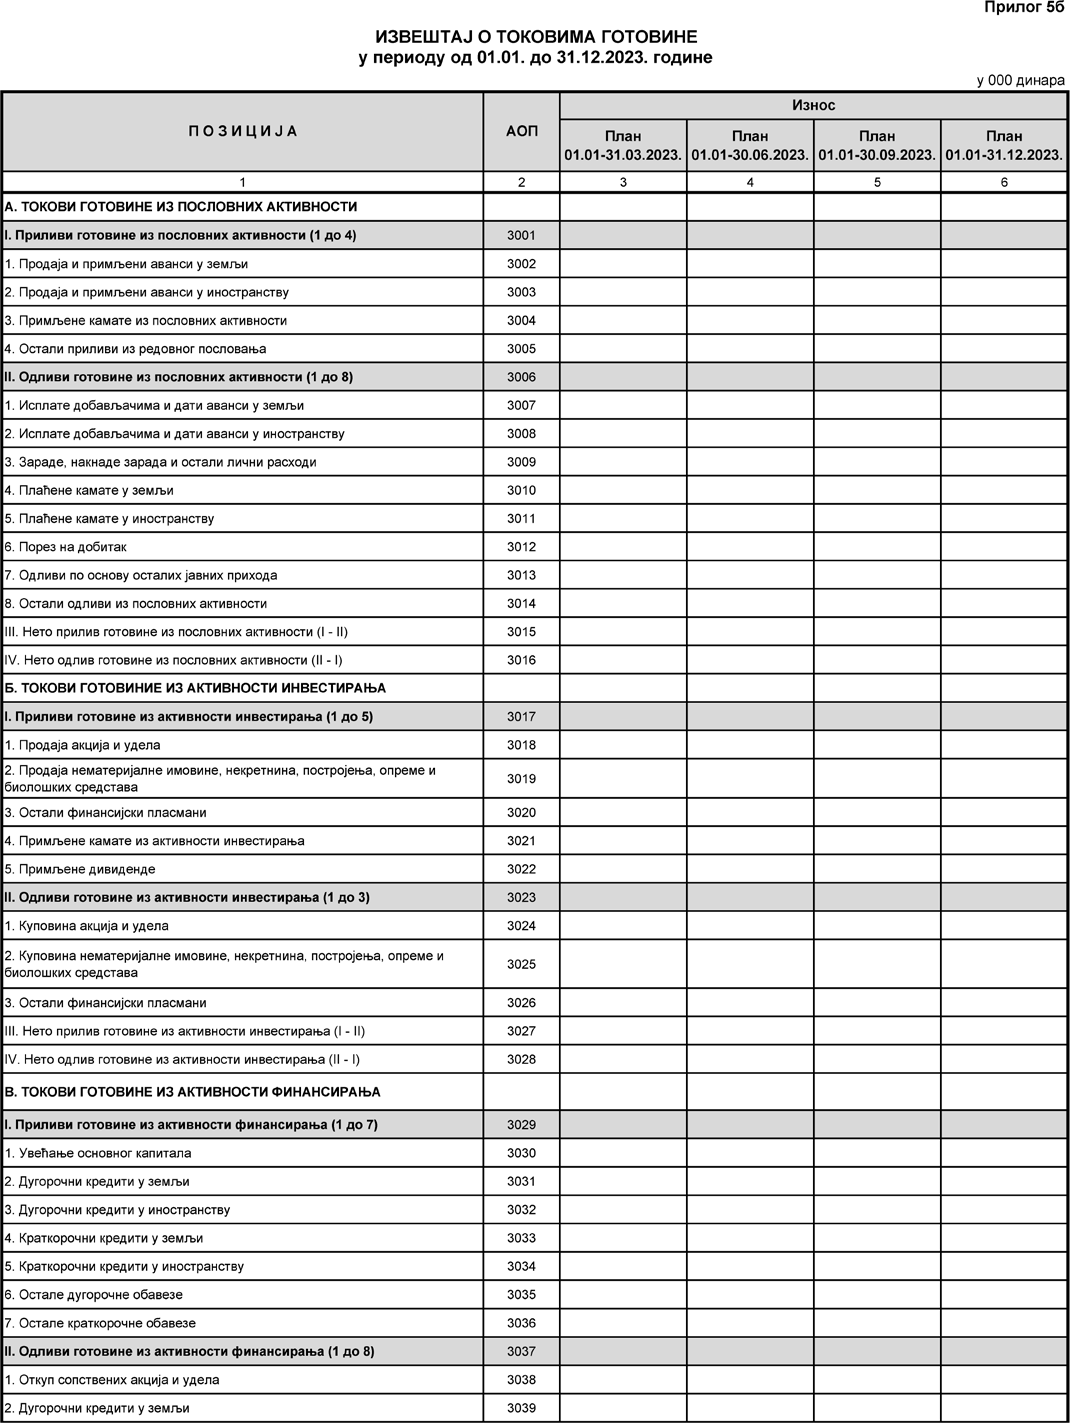 Прилог 5б
ИЗВЕШТАЈ О ТОКОВИМА ГОТОВИНЕ
у периоду од 01.01. до 31.12.2023. године
у 000 динара
П О З И Ц И Ј А
АОП
Износ
План
01.01-31.03.2023.
План
01.01-30.06.2023.
План
01.01-30.09.2023.
План
01.01-31.12.2023.
1 2 3 4 5 6
А. ТОКОВИ ГОТОВИНЕ ИЗ ПОСЛОВНИХ АКТИВНОСТИ
I. Приливи готовине из пословних активности (1 до 4) 3001
1. Продаја и примљени аванси у земљи 3002
2. Продаја и примљени аванси у иностранству 3003
3. Примљене камате из пословних активности 3004
4. Остали приливи из редовног пословања 3005
II. Одливи готовине из пословних активности (1 до 8) 3006
1. Исплате добављачима и дати аванси у земљи 3007
2. Исплате добављачима и дати аванси у иностранству 3008
3. Зараде, накнаде зарада и остали лични расходи 3009
4. Плаћене камате у земљи 3010
5. Плаћене камате у иностранству 3011
6. Порез на добитак 3012
7. Одливи по основу осталих јавних прихода 3013
8. Остали одливи из пословних активности 3014
III. Нето прилив готовине из пословних активности (I - II) 3015
IV. Нето одлив готовине из пословних активности (II - I) 3016
Б. ТОКОВИ ГОТОВИНИЕ ИЗ АКТИВНОСТИ ИНВЕСТИРАЊА
I. Приливи готовине из активности инвестирања (1 до 5) 3017
1. Продаја акција и удела 3018
2. Продаја нематеријалне имовине, некретнина, постројења, опреме и
биолошких средстава 3019
3. Остали финансијски пласмани 3020
4. Примљене камате из активности инвестирања 3021
5. Примљене дивиденде 3022
II. Одливи готовине из активности инвестирања (1 до 3) 3023
1. Куповина акција и удела 3024
2. Куповина нематеријалне имовине, некретнина, постројења, опреме и
биолошких средстава 3025
3. Остали финансијски пласмани 3026
III. Нето прилив готовине из активности инвестирања (I - II) 3027
IV. Нето одлив готовине из активности инвестирања (II - I) 3028
В. ТОКОВИ ГОТОВИНЕ ИЗ АКТИВНОСТИ ФИНАНСИРАЊА
I. Приливи готовине из активности финансирања (1 до 7) 3029
1. Увећање основног капитала 3030
2. Дугорочни кредити у земљи 3031
3. Дугорочни кредити у иностранству 3032
4. Краткорочни кредити у земљи 3033
5. Краткорочни кредити у иностранству 3034
6. Остале дугорочне обавезе 3035
7. Остале краткорочне обавезе 3036
II. Одливи готовине из активности финансирања (1 до 8) 3037
1. Откуп сопствених акција и удела 3038
2. Дугорочни кредити у земљи 3039